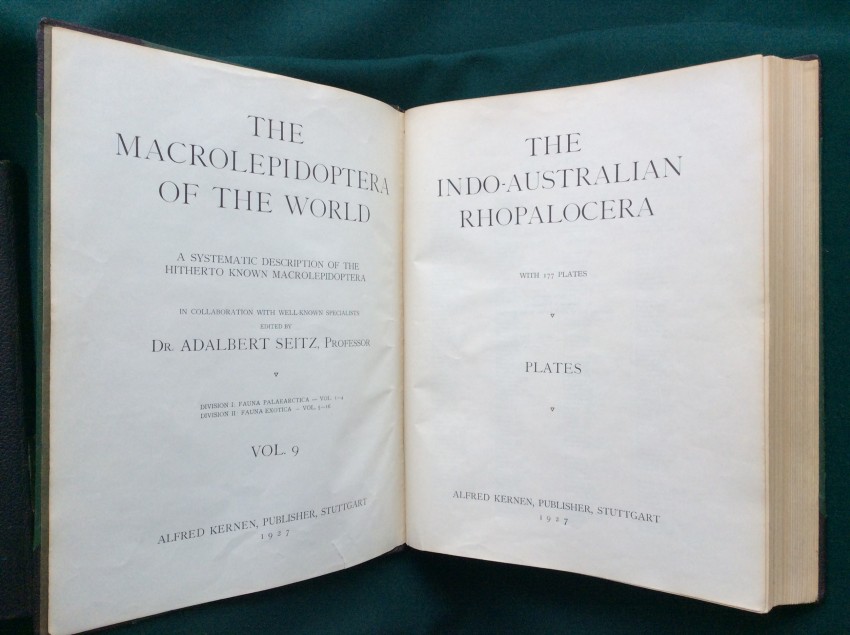 THE
MACROLEPIDOPTERA
OF THE WORLD
A SYSTEMATIC DESCRIPTION OF THE
HITHERTO KNOWN MACROLEPIDOPTERA
IN COLLABORATION WITH WELL-KNOWN SPECIALISTS
EDITED BY
DR. ADALBERT SEITZ, PROFESSOR
DIVISION I: FAUNA PALAEARCTICA — VOL. 1—4
DIVISION II: FAUNA EXOTICA — VOL. 5—16
VOL. 9
ALFRED KERNEN, PUBLISHER, STUTTGART
1927
THE
INDO-AUSTRALIAN
RHOPALOCERA
WITH 177 PLATES
PLATES
ALFRED KERNEN, PUBLISHER, STUTTGART
1927